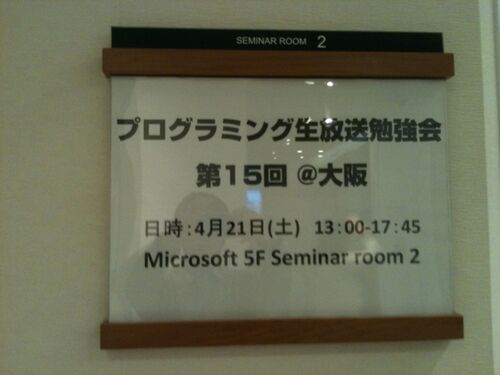 SEMINAR ROOM 2
プログラミング生放送勉強会
第15回 @大阪
日時:4月21日(土) 13:00-17:45
Microsoft 5F Seminar room 2